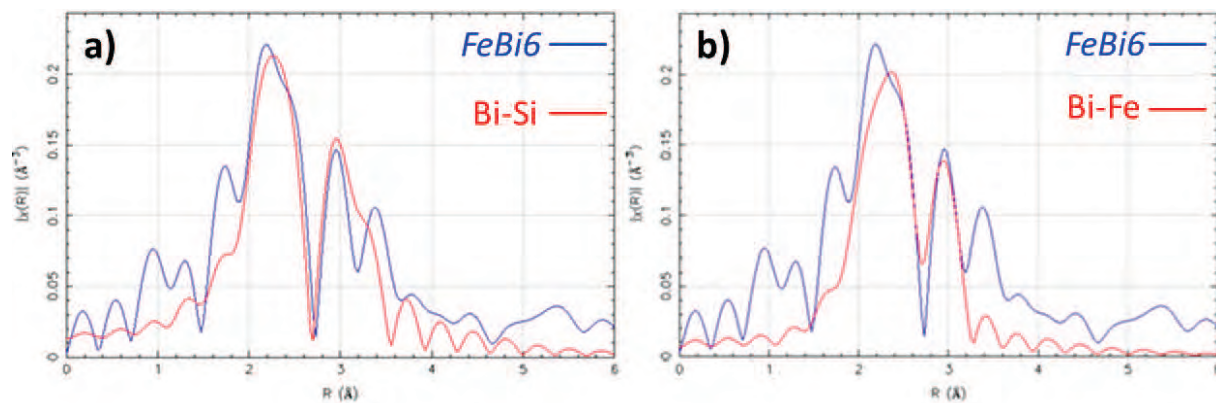 a)
FeBi6
Bi-Si
|χ(R)| (Å⁻³)
0.2
0.15
0.1
0.05
0
0 1 2 3 4 5 6
R (Å)
b)
FeBi6
Bi-Fe
|χ(R)| (Å⁻³)
0.2
0.15
0.1
0.05
0
0 1 2 3 4 5 6
R (Å)